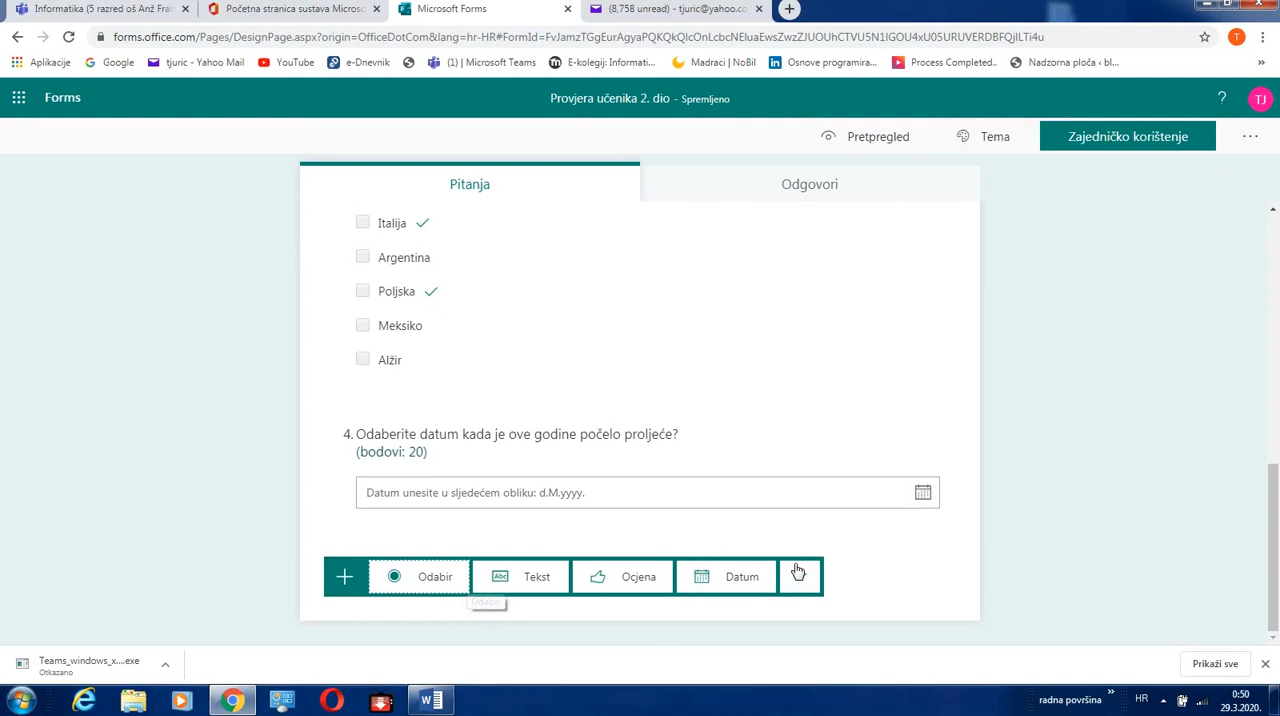 Informatika (5 razred oš Anž Fran
Početna stranica sustava Microso
Microsoft Forms
(8,758 unread) - tjuric@yahoo.co
forms.office.com/Pages/DesignPage.aspx?origin=OfficeDotCom&lang=hr-HR#FormId=FvJamzTGgEurAgyaPQKQkQlcOnLcbcNEIuaEwsZwzZJUOUhCTVU5N1lGOU4xU05URUVERDBFQjlLTi4u
T
Aplikacije
Google
tjuric - Yahoo Mail
YouTube
e-Dnevnik
(1) | Microsoft Teams
E-kolegij: Informati...
Madraci | NoBil
Osnove programira...
Process Completed..
Nadzorna ploča ‹ bl...
»
Forms
Provjera učenika 2. dio - Spremljeno
?
TJ
Pretpregled
Tema
Zajedničko korištenje
...
Pitanja
Odgovori
Italija
Argentina
Poljska
Meksiko
Alžir
4. Odaberite datum kada je ove godine počelo proljeće?
(bodovi: 20)
Datum unesite u sljedećem obliku: d.M.yyyy.
Odabir
Abc Tekst
Ocjena
Datum
Odabir
Teams_windows_x....exe
Otkazano
Prikaži sve
radna površina
»
HR
0:50
29.3.2020.